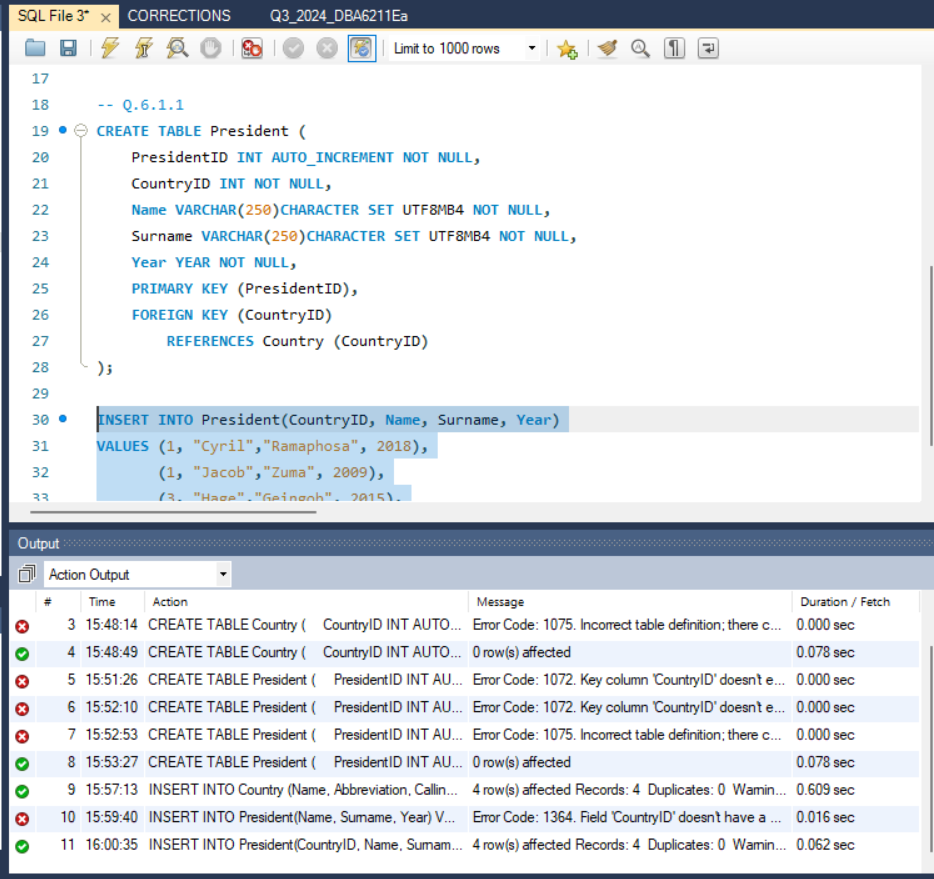 SQL File 3* × CORRECTIONS Q3_2024_DBA6211Ea
Limit to 1000 rows
17
18 -- Q.6.1.1
19 CREATE TABLE President (
20 PresidentID INT AUTO_INCREMENT NOT NULL,
21 CountryID INT NOT NULL,
22 Name VARCHAR(250)CHARACTER SET UTF8MB4 NOT NULL,
23 Surname VARCHAR(250)CHARACTER SET UTF8MB4 NOT NULL,
24 Year YEAR NOT NULL,
25 PRIMARY KEY (PresidentID),
26 FOREIGN KEY (CountryID)
27 REFERENCES Country (CountryID)
28 );
29
30 INSERT INTO President(CountryID, Name, Surname, Year)
31 VALUES (1, "Cyril","Ramaphosa", 2018),
32 (1, "Jacob","Zuma", 2009),
33 (3, "Hage","Geingob", 2015),
Output
Action Output
# Time Action Message Duration / Fetch
3 15:48:14 CREATE TABLE Country ( CountryID INT AUTO... Error Code: 1075. Incorrect table definition; there c... 0.000 sec
4 15:48:49 CREATE TABLE Country ( CountryID INT AUTO... 0 row(s) affected 0.078 sec
5 15:51:26 CREATE TABLE President ( PresidentID INT AU... Error Code: 1072. Key column 'CountryID' doesn't e... 0.000 sec
6 15:52:10 CREATE TABLE President ( PresidentID INT AU... Error Code: 1072. Key column 'CountryID' doesn't e... 0.000 sec
7 15:52:53 CREATE TABLE President ( PresidentID INT AU... Error Code: 1075. Incorrect table definition; there c... 0.000 sec
8 15:53:27 CREATE TABLE President ( PresidentID INT AU... 0 row(s) affected 0.078 sec
9 15:57:13 INSERT INTO Country (Name, Abbreviation, Callin... 4 row(s) affected Records: 4 Duplicates: 0 Warnin... 0.609 sec
10 15:59:40 INSERT INTO President(Name, Surname, Year) V... Error Code: 1364. Field 'CountryID' doesn't have a ... 0.016 sec
11 16:00:35 INSERT INTO President(CountryID, Name, Surnam... 4 row(s) affected Records: 4 Duplicates: 0 Warnin... 0.062 sec